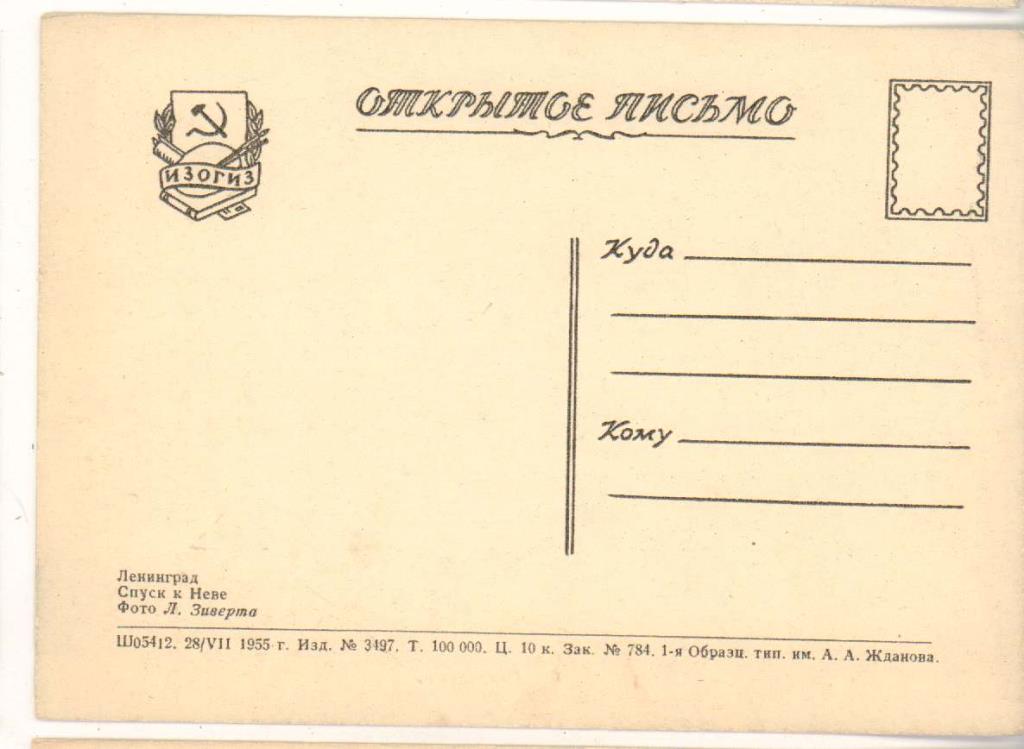 ОТКРЫТОЕ ПИСЬМО
ИЗОГИЗ
Куда
Кому
Ленинград
Спуск к Неве
Фото Л. Зиверта
Ш05412. 28/VII 1955 г. Изд. № 3497. Т. 100 000. Ц. 10 к. Зак. № 784. 1-я Образц. тип. им. А. А. Жданова.